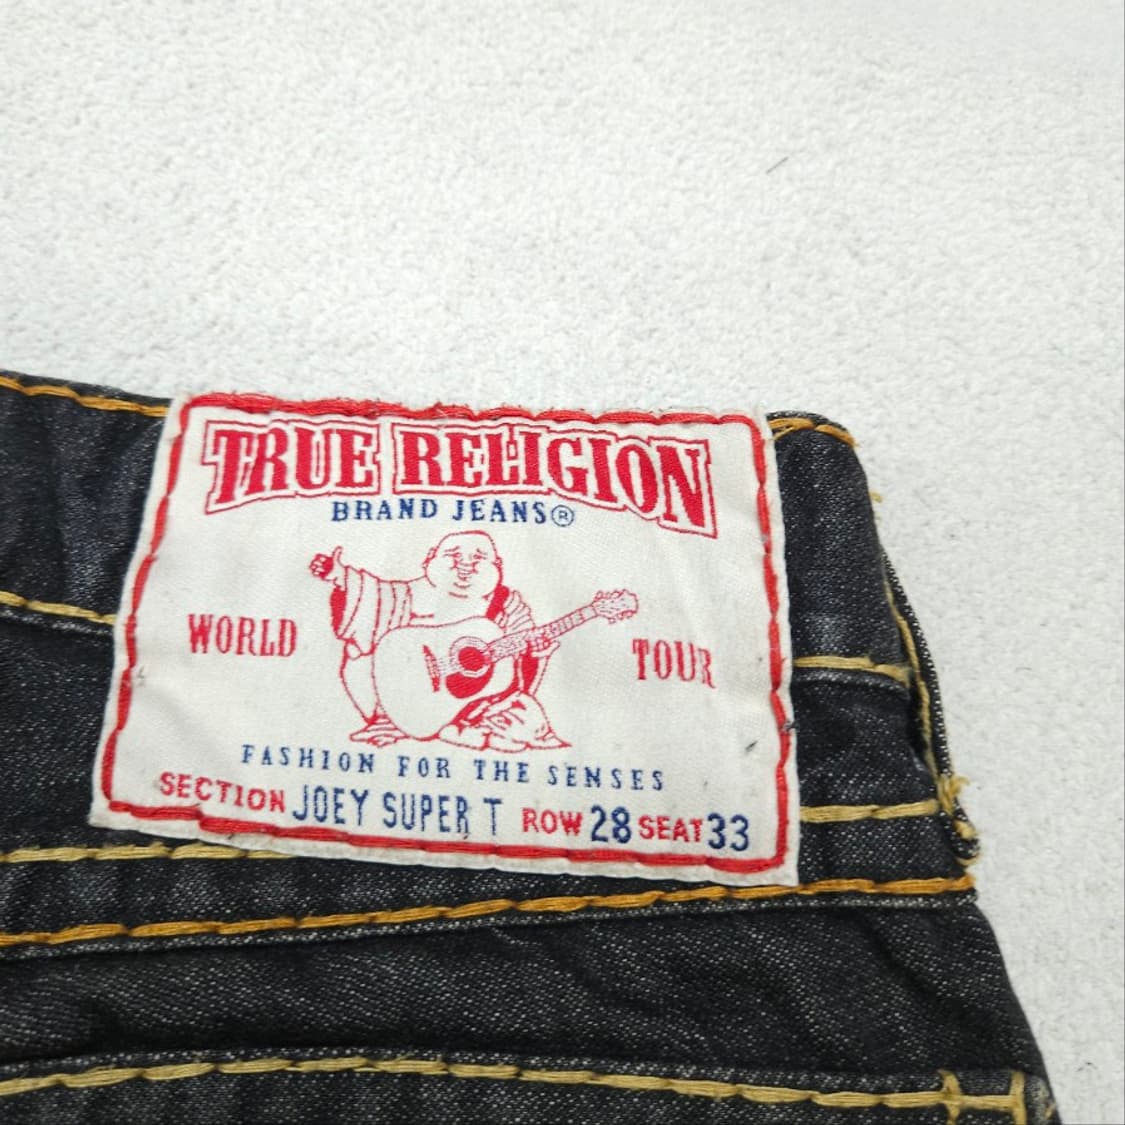 TRUE RELIGION
BRAND JEANS®
WORLD TOUR
FASHION FOR THE SENSES
SECTION JOEY SUPER T ROW 28 SEAT 33